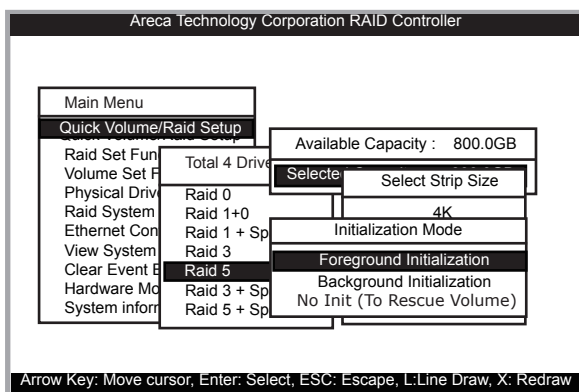 Areca Technology Corporation RAID Controller
Main Menu
Quick Volume/Raid Setup
Raid Set Fun
Volume Set F
Physical Driv
Raid System
Ethernet Con
View System
Clear Event B
Hardware Mo
System inforr
Total 4 Drive
Raid 0
Raid 1+0
Raid 1 + Sp
Raid 3
Raid 5
Raid 3 + Sp
Raid 5 + Sp
Available Capacity : 800.0GB
Selecte
Select Strip Size
4K
Initialization Mode
Foreground Initialization
Background Initialization
No Init (To Rescue Volume)
Arrow Key: Move cursor, Enter: Select, ESC: Escape, L:Line Draw, X: Redraw